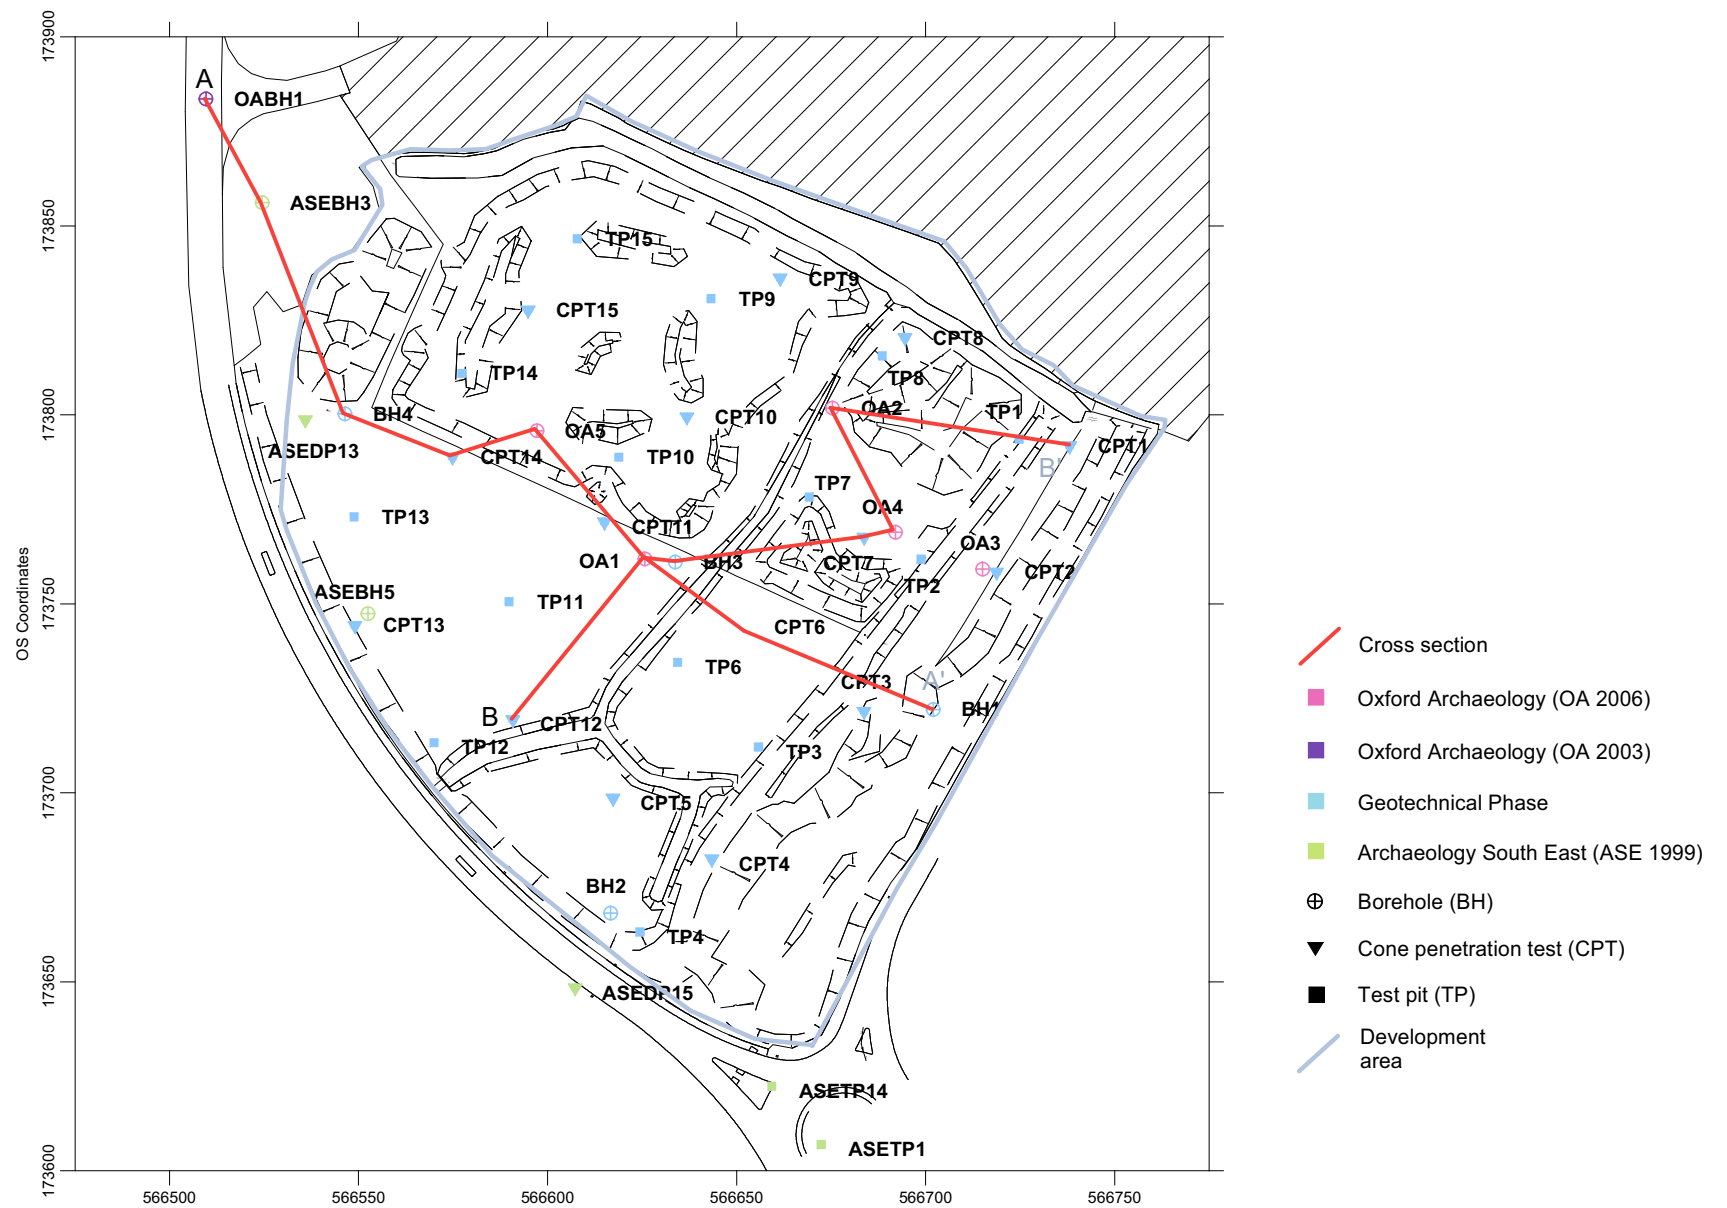 173900
A
OABH1
ASEBH3
173850
TP15
CPT9
TP9
CPT15
CPT8
TP14
TP8
173800
BH4
OA2
TP1
CPT10
OA5
CPT1
ASEDP13
CPT14
TP10
B'
TP7
OA4
TP13
CPT11
OA3
OA1
BH3
CPT7
CPT2
TP2
OS Coordinates
173750
ASEBH5
TP11
CPT13
CPT6
Cross section
TP6
CPT3
A'
Oxford Archaeology (OA 2006)
BH1
B
CPT12
TP12
TP3
Oxford Archaeology (OA 2003)
173700
CPT5
Geotechnical Phase
CPT4
Archaeology South East (ASE 1999)
BH2
Borehole (BH)
TP4
Cone penetration test (CPT)
173650
ASEDP15
Test pit (TP)
Development
area
ASETP14
ASETP1
173600
566500
566550
566600
566650
566700
566750